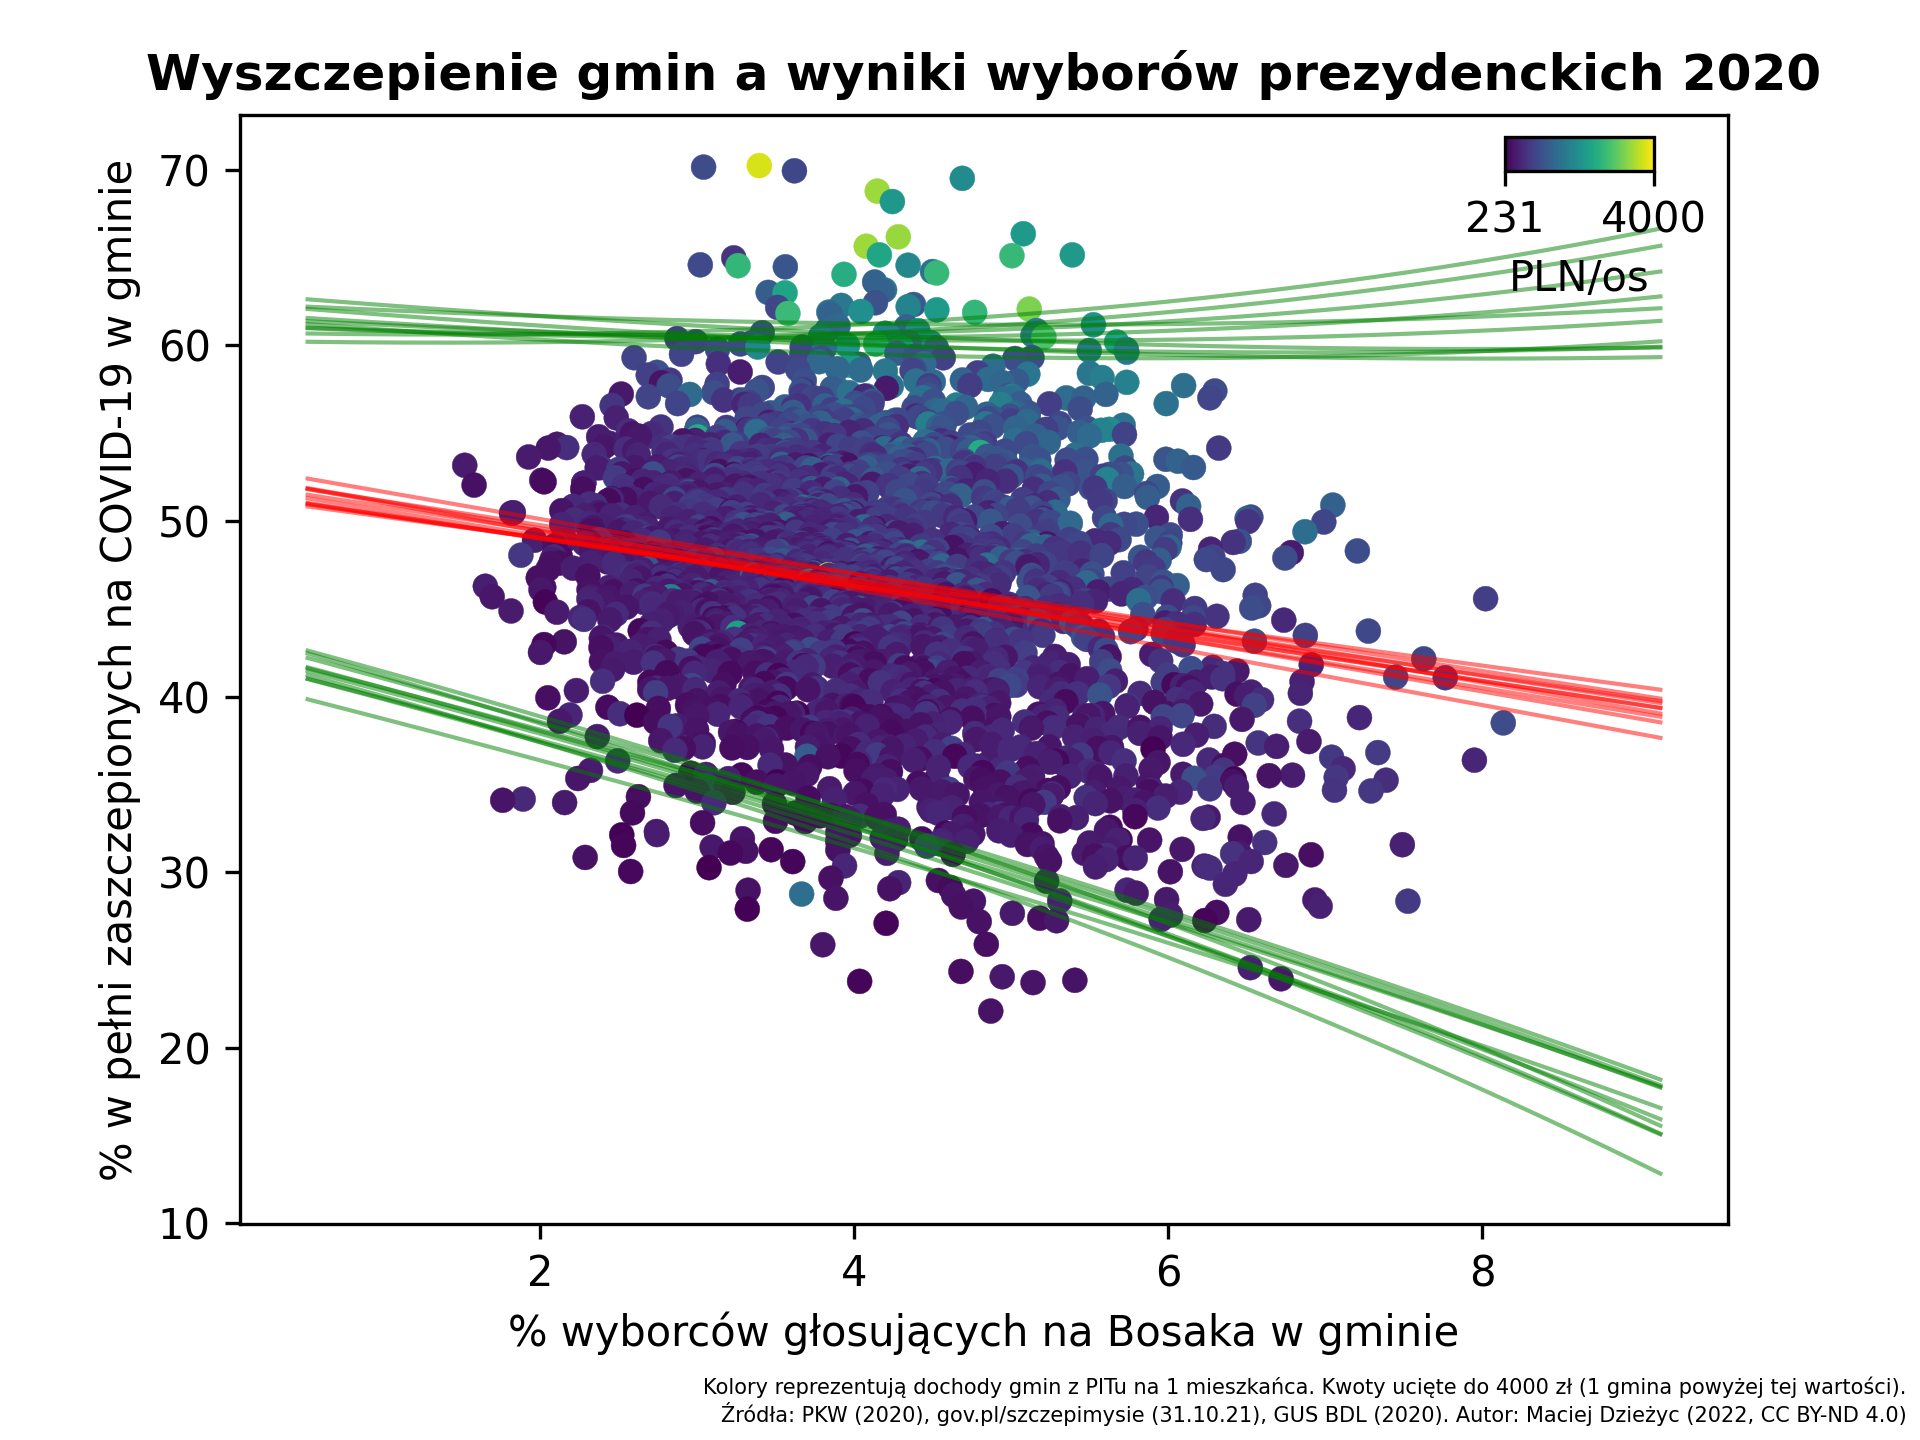 Wyszczepienie gmin a wyniki wyborów prezydenckich 2020
% w pełni zaszczepionych na COVID-19 w gminie
70
60
50
40
30
20
10
231 4000
PLN/os
2 4 6 8
% wyborców głosujących na Bosaka w gminie
Kolory reprezentują dochody gmin z PITu na 1 mieszkańca. Kwoty ucięte do 4000 zł (1 gmina powyżej tej wartości).
Źródła: PKW (2020), gov.pl/szczepimysie (31.10.21), GUS BDL (2020). Autor: Maciej Dzieżyc (2022, CC BY-ND 4.0)